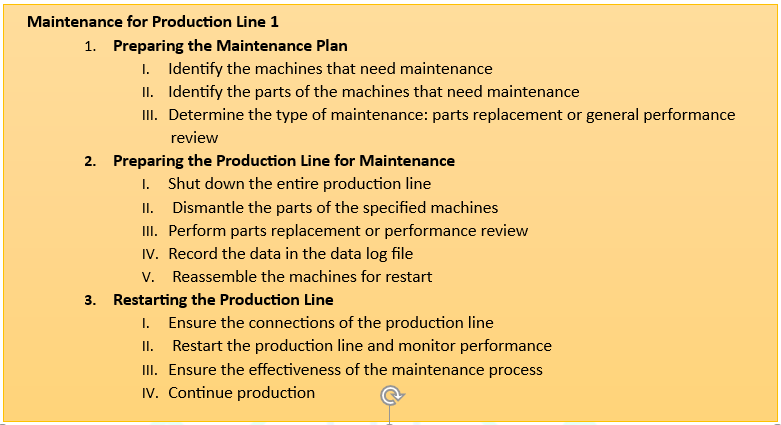 Maintenance for Production Line 1
1. Preparing the Maintenance Plan
I. Identify the machines that need maintenance
II. Identify the parts of the machines that need maintenance
III. Determine the type of maintenance: parts replacement or general performance
review
2. Preparing the Production Line for Maintenance
I. Shut down the entire production line
II. Dismantle the parts of the specified machines
III. Perform parts replacement or performance review
IV. Record the data in the data log file
V. Reassemble the machines for restart
3. Restarting the Production Line
I. Ensure the connections of the production line
II. Restart the production line and monitor performance
III. Ensure the effectiveness of the maintenance process
IV. Continue production